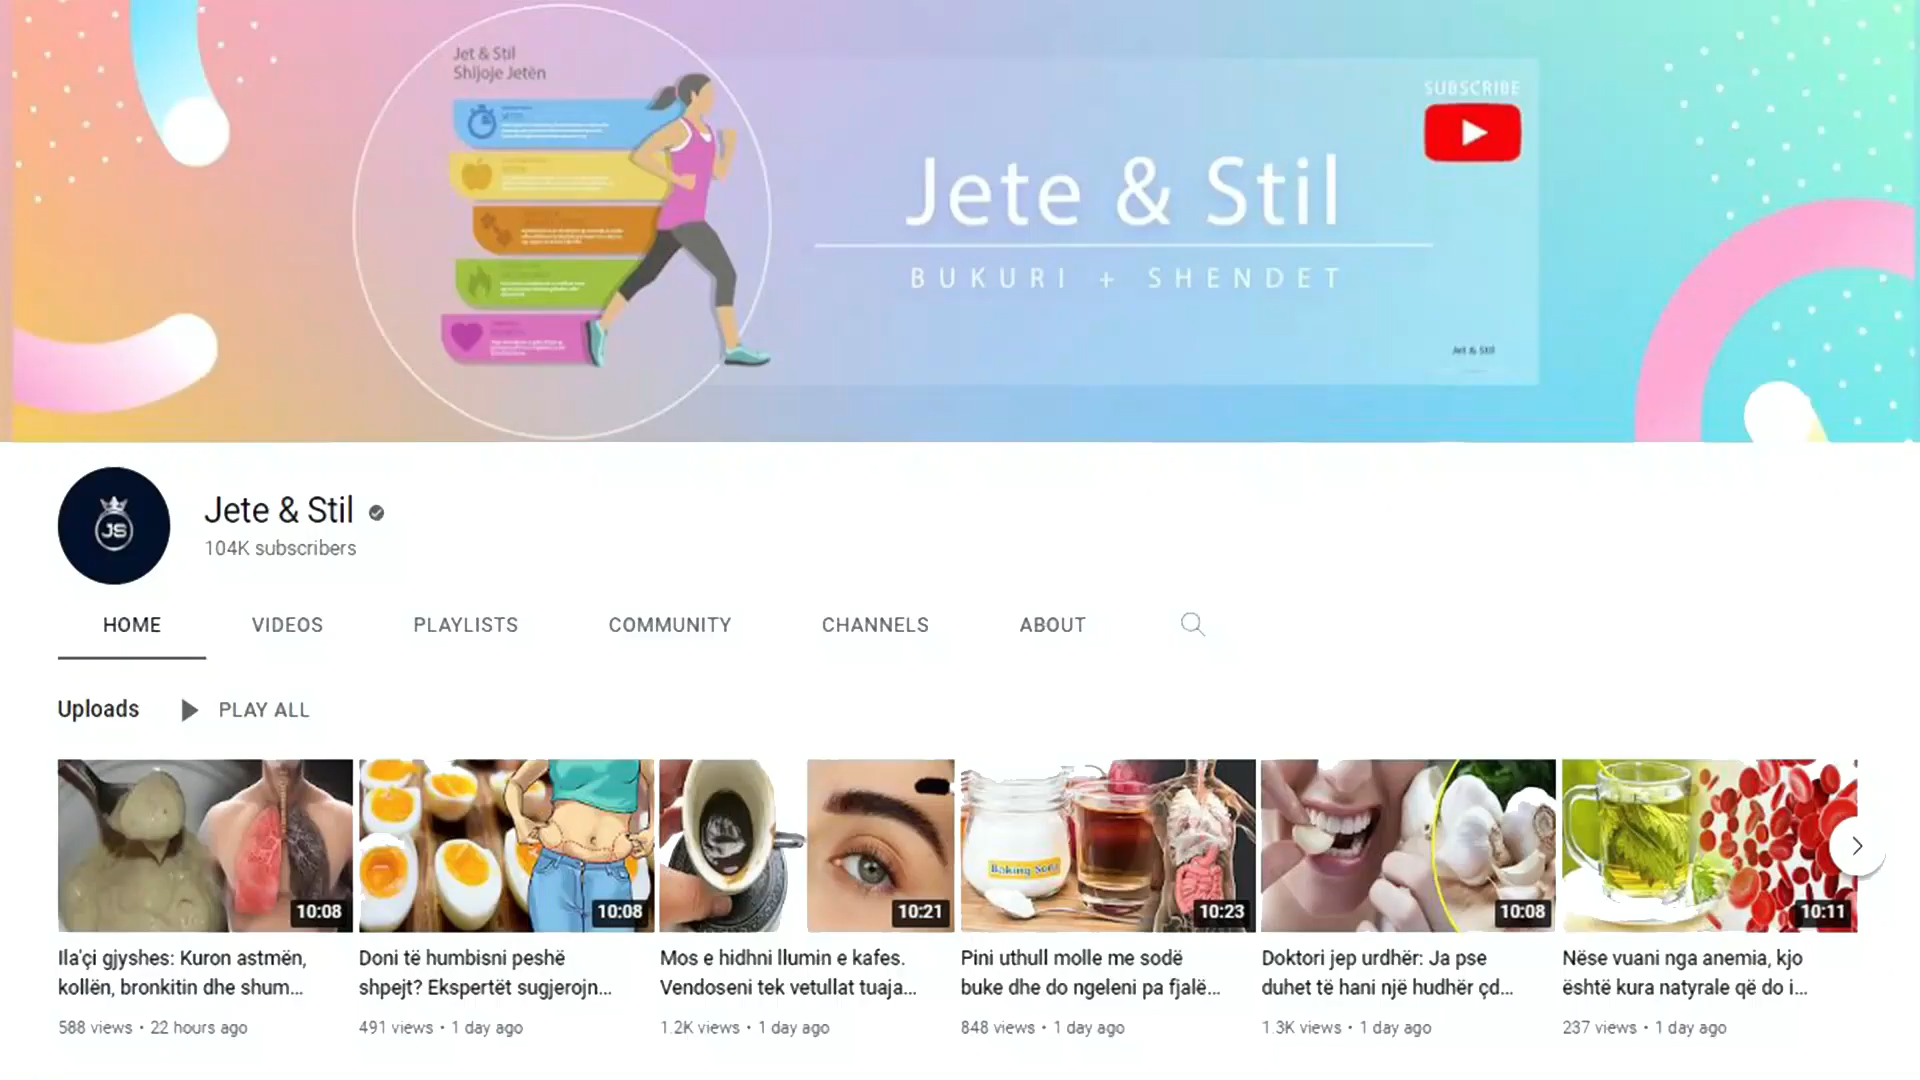 Jet & Stil
Shijoje Jetën
SUBSCRIBE
Jete & Stil
BUKURI + SHENDET
Jet & Stil
JS
Jete & Stil
104K subscribers
HOME VIDEOS PLAYLISTS COMMUNITY CHANNELS ABOUT
Uploads PLAY ALL
Baking Soda
10:08 10:08 10:21 10:23 10:08 10:11
Ila'çi gjyshes: Kuron astmën,
kollën, bronkitin dhe shum...
588 views • 22 hours ago
Doni të humbisni peshë
shpejt? Ekspertët sugjerojn...
491 views • 1 day ago
Mos e hidhni llumin e kafes.
Vendoseni tek vetullat tuaja...
1.2K views • 1 day ago
Pini uthull molle me sodë
buke dhe do ngeleni pa fjalë...
848 views • 1 day ago
Doktori jep urdhër: Ja pse
duhet të hani një hudhër çd...
1.3K views • 1 day ago
Nëse vuani nga anemia, kjo
është kura natyrale që do i...
237 views • 1 day ago